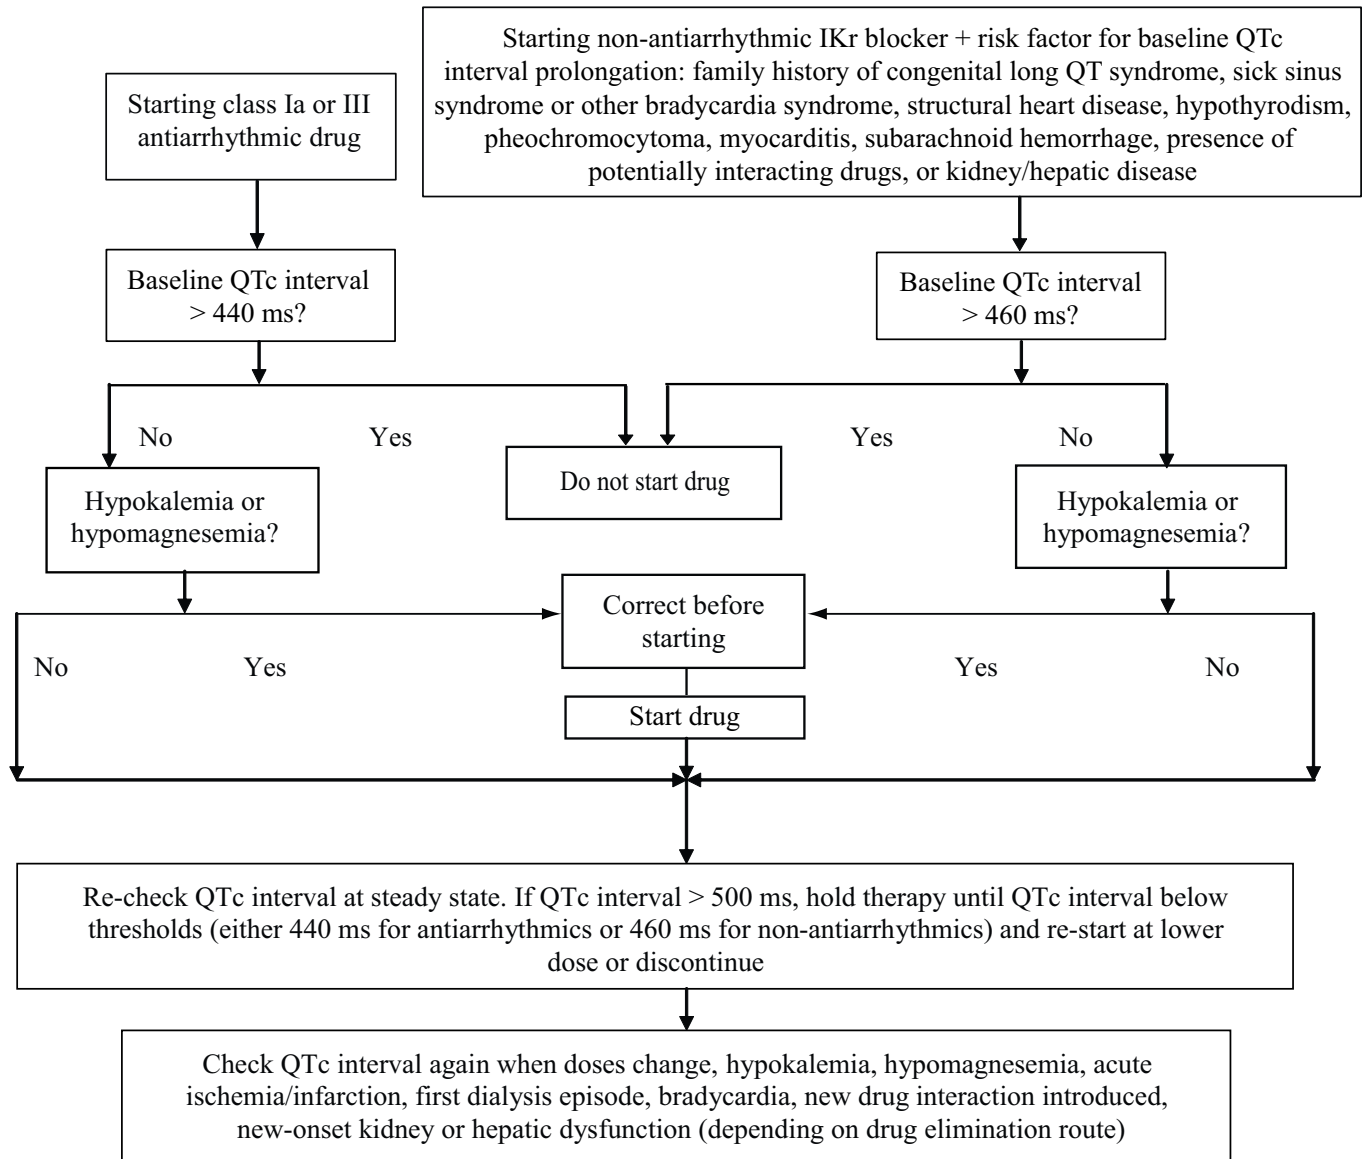 Starting class Ia or III
antiarrhythmic drug
Starting non-antiarrhythmic IKr blocker + risk factor for baseline QTc
interval prolongation: family history of congenital long QT syndrome, sick sinus
syndrome or other bradycardia syndrome, structural heart disease, hypothyrodism,
pheochromocytoma, myocarditis, subarachnoid hemorrhage, presence of
potentially interacting drugs, or kidney/hepatic disease
Baseline QTc interval
> 440 ms?
Baseline QTc interval
> 460 ms?
No
Yes
Yes
No
Do not start drug
Hypokalemia or
hypomagnesemia?
Hypokalemia or
hypomagnesemia?
Correct before
starting
No
Yes
Yes
No
Start drug
Re-check QTc interval at steady state. If QTc interval > 500 ms, hold therapy until QTc interval below
thresholds (either 440 ms for antiarrhythmics or 460 ms for non-antiarrhythmics) and re-start at lower
dose or discontinue
Check QTc interval again when doses change, hypokalemia, hypomagnesemia, acute
ischemia/infarction, first dialysis episode, bradycardia, new drug interaction introduced,
new-onset kidney or hepatic dysfunction (depending on drug elimination route)